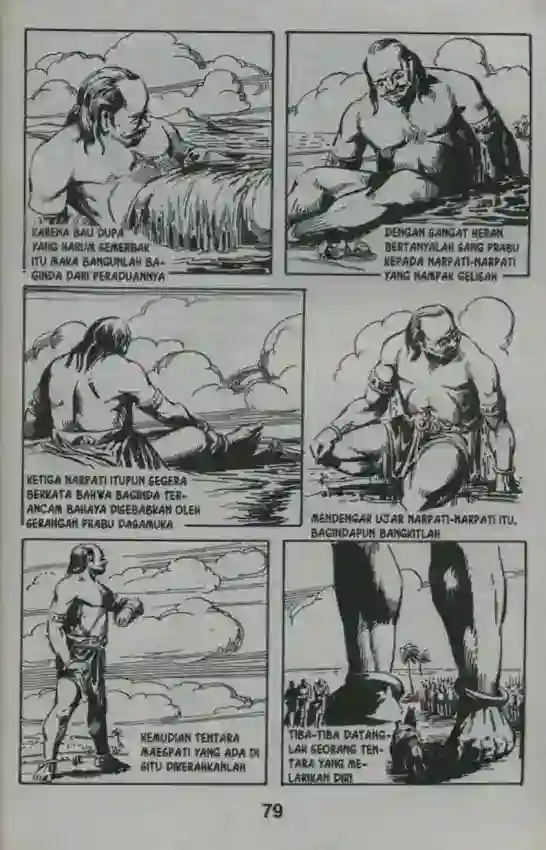 KARENA BAU DUPA
YANG HARUM SEMERBAK
ITU MAKA BANGUNLAH BA-
GINDA DARI PERADUANNYA
DENGAN SANGAT HERAN
BERTANYALAH SANG PRABU
KEPADA NARPATI-NARPATI
YANG NAMPAK GELISAH
KETIGA NARPATI ITUPUN SEGERA
BERKATA BAHWA BAGINDA TER-
ANCAM BAHAYA DISEBABKAN OLEH
SERANGAN PRABU DASAMUKA
MENDENGAR UJAR NARPATI-NARPATI ITU,
BAGINDAPUN BANGKITLAH
KEMUDIAN TENTARA
MAESPATI YANG ADA DI
SITU DIKERAHKANLAH
TIBA-TIBA DATANG-
LAH SEORANG TEN-
TARA YANG ME-
LARIKAN DIRI
79